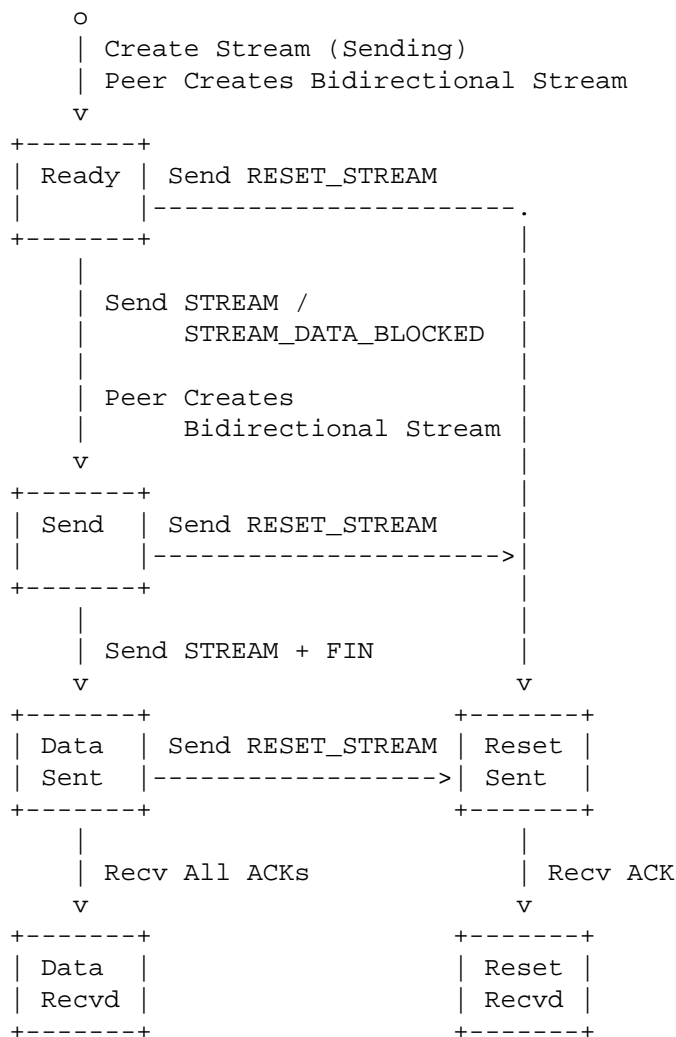 o
| Create Stream (Sending)
| Peer Creates Bidirectional Stream
v
+-------+
| Ready | Send RESET_STREAM
|       |-----------------------.
+-------+                       |
|                       |
| Send STREAM /         |
|      STREAM_DATA_BLOCKED  |
|                       |
| Peer Creates          |
|      Bidirectional Stream |
v                       |
+-------+                       |
| Send  | Send RESET_STREAM     |
|       |---------------------->|
+-------+                       |
|                       |
| Send STREAM + FIN     |
v                       v
+-------+                   +-------+
| Data  | Send RESET_STREAM | Reset |
| Sent  |------------------>| Sent  |
+-------+                   +-------+
|                       |
| Recv All ACKs         | Recv ACK
v                       v
+-------+                   +-------+
| Data  |                   | Reset |
| Recvd |                   | Recvd |
+-------+                   +-------+